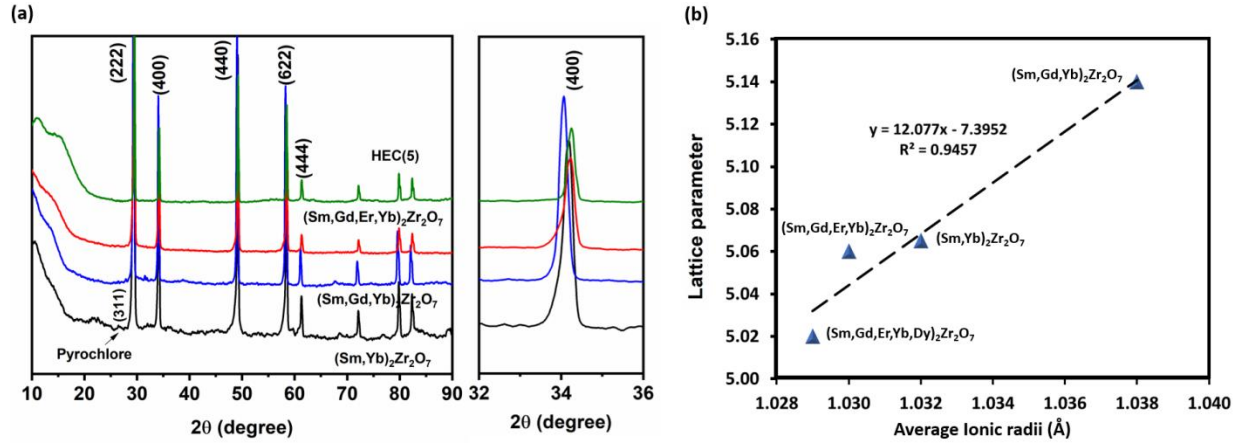 (a)
(222)
(400)
(440)
(622)
(444)
HEC(5)
(Sm,Gd,Er,Yb)₂Zr₂O₇
(Sm,Gd,Yb)₂Zr₂O₇
(311)
Pyrochlore
(Sm,Yb)₂Zr₂O₇
10 20 30 40 50 60 70 80 90
2θ (degree)
(400)
32 34 36
2θ (degree)
(b)
Lattice parameter
5.16
5.14
5.12
5.10
5.08
5.06
5.04
5.02
5.00
(Sm,Gd,Yb)₂Zr₂O₇
y = 12.077x - 7.3952
R² = 0.9457
(Sm,Gd,Er,Yb)₂Zr₂O₇
(Sm,Yb)₂Zr₂O₇
(Sm,Gd,Er,Yb,Dy)₂Zr₂O₇
1.028 1.030 1.032 1.034 1.036 1.038 1.040
Average Ionic radii (Å)